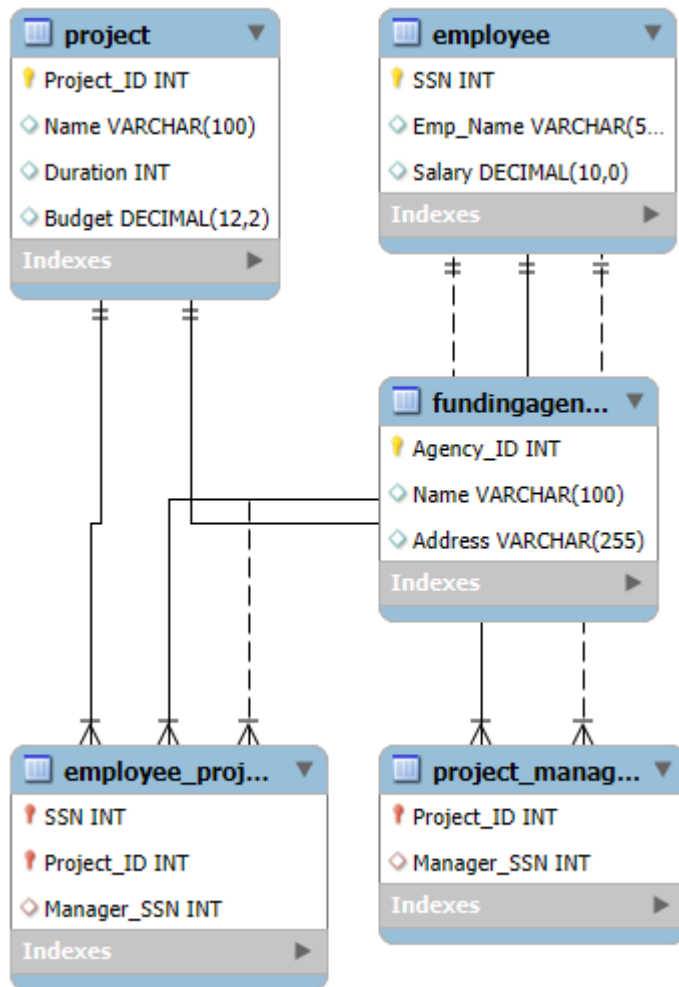 project
Project_ID INT
Name VARCHAR(100)
Duration INT
Budget DECIMAL(12,2)
Indexes
employee
SSN INT
Emp_Name VARCHAR(5...
Salary DECIMAL(10,0)
Indexes
fundingagen...
Agency_ID INT
Name VARCHAR(100)
Address VARCHAR(255)
Indexes
employee_proj...
SSN INT
Project_ID INT
Manager_SSN INT
Indexes
project_manag...
Project_ID INT
Manager_SSN INT
Indexes